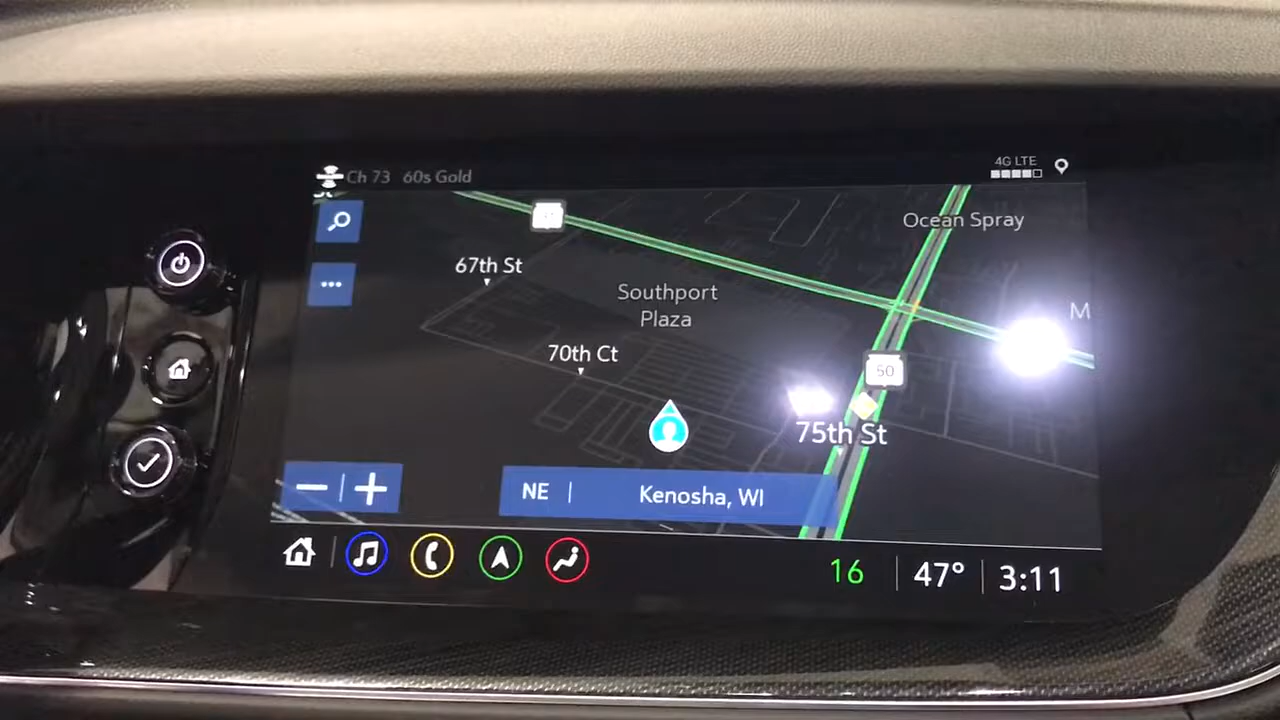 Ch 73 60s Gold
4G LTE
Ocean Spray
67th St
Southport
Plaza
M
70th Ct
50
75th St
NE
Kenosha, WI
16
47°
3:11